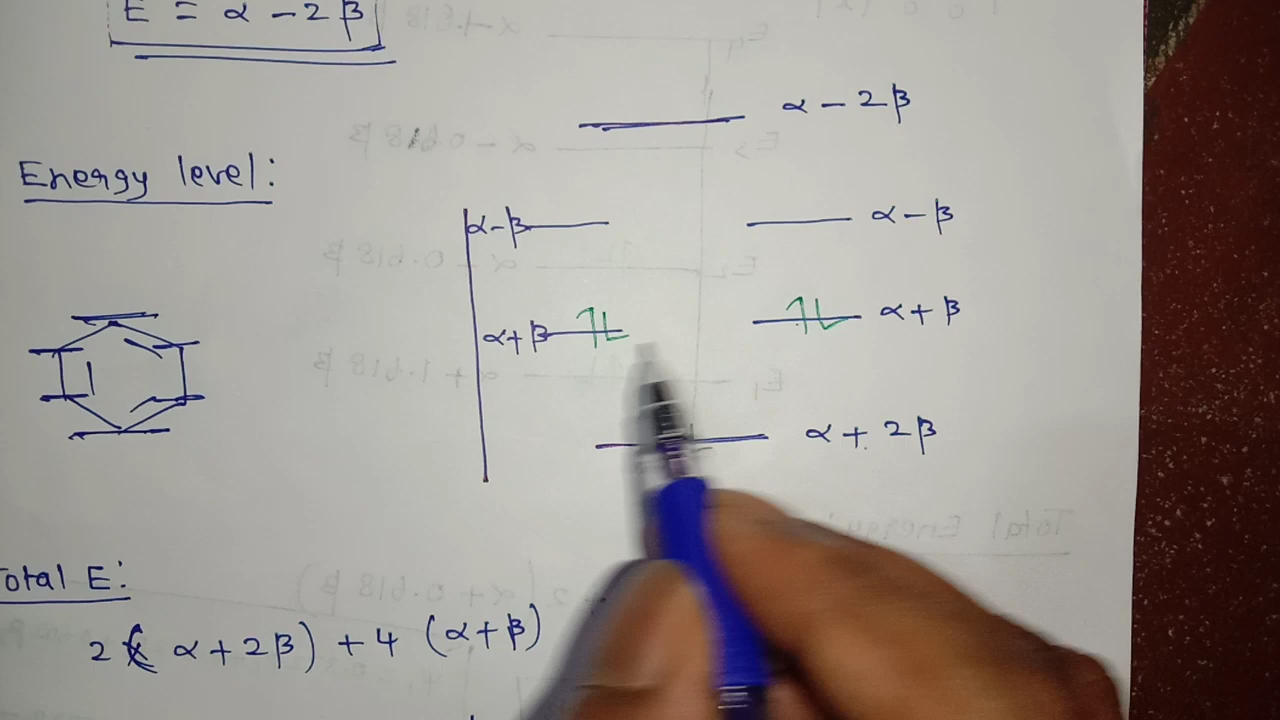 E = α - 2β
α - 2β
Energy level:
α-β α-β
α+β α+β
α + 2β
Total E:
2( α+2β) + 4 (α+β)